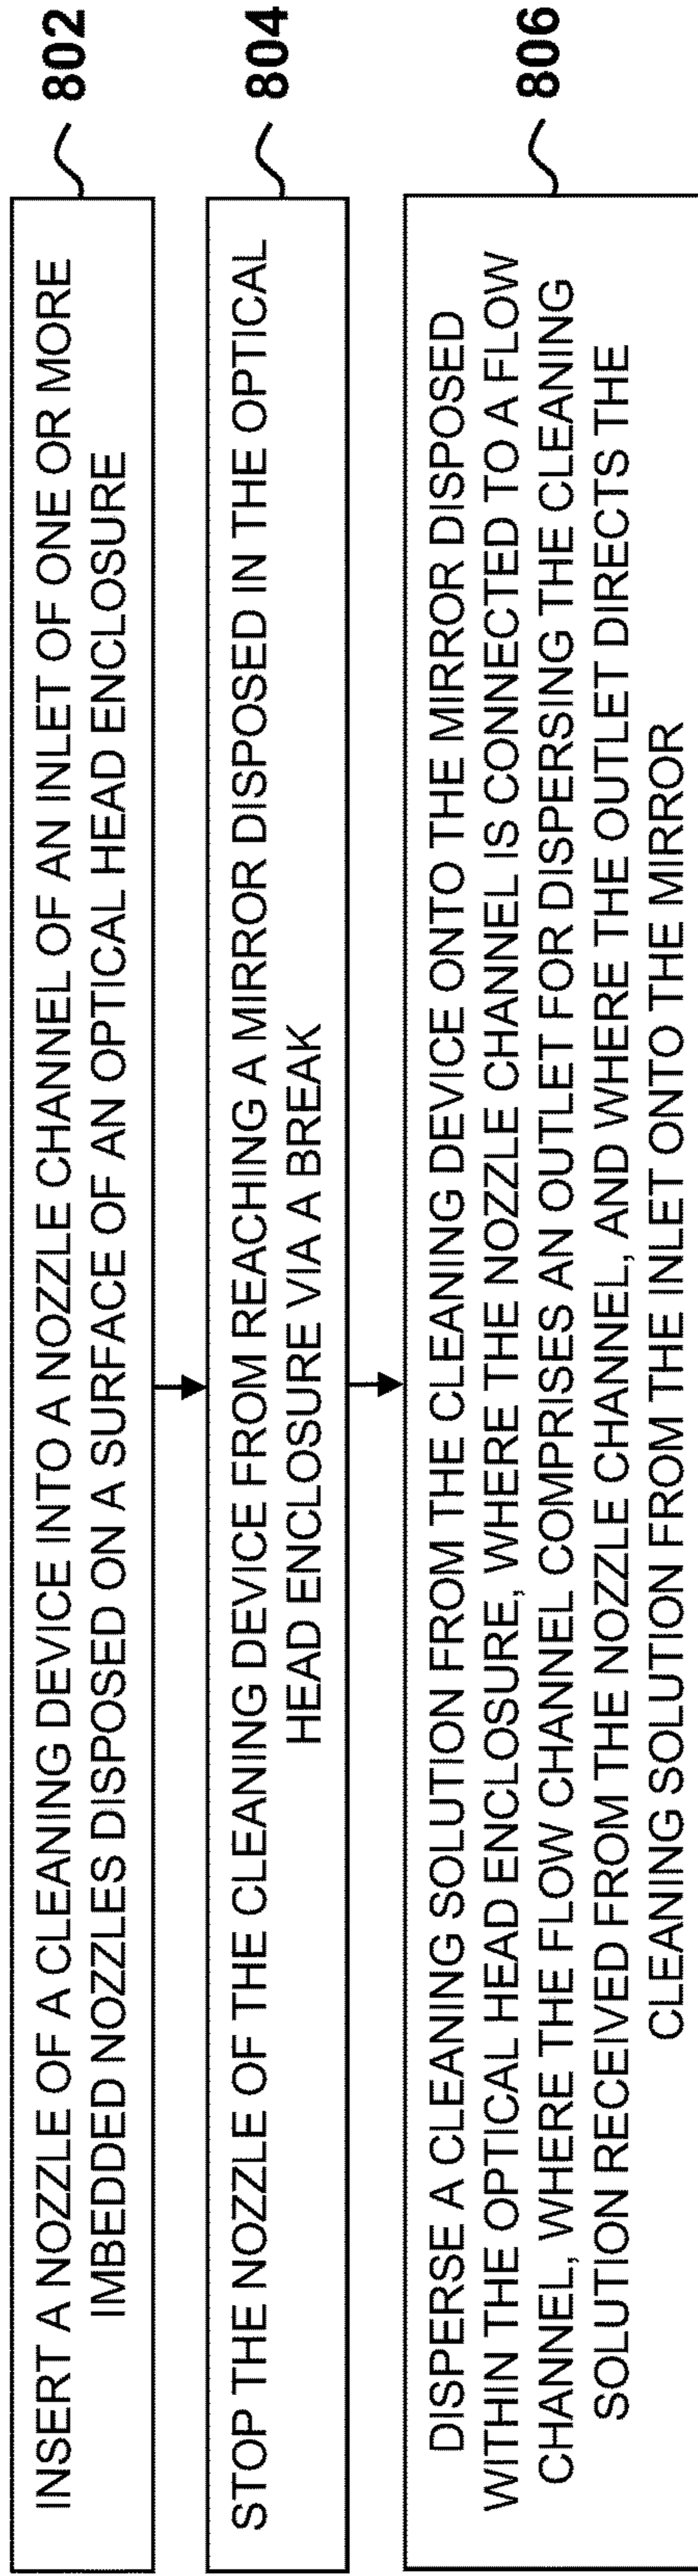 INSERT A NOZZLE OF A CLEANING DEVICE INTO A NOZZLE CHANNEL OF AN INLET OF ONE OR MORE
IMBEDDED NOZZLES DISPOSED ON A SURFACE OF AN OPTICAL HEAD ENCLOSURE
802
STOP THE NOZZLE OF THE CLEANING DEVICE FROM REACHING A MIRROR DISPOSED IN THE OPTICAL
HEAD ENCLOSURE VIA A BREAK
804
DISPERSE A CLEANING SOLUTION FROM THE CLEANING DEVICE ONTO THE MIRROR DISPOSED
WITHIN THE OPTICAL HEAD ENCLOSURE, WHERE THE NOZZLE CHANNEL IS CONNECTED TO A FLOW
CHANNEL, WHERE THE FLOW CHANNEL COMPRISES AN OUTLET FOR DISPERSING THE CLEANING
SOLUTION RECEIVED FROM THE NOZZLE CHANNEL, AND WHERE THE OUTLET DIRECTS THE
CLEANING SOLUTION FROM THE INLET ONTO THE MIRROR
806